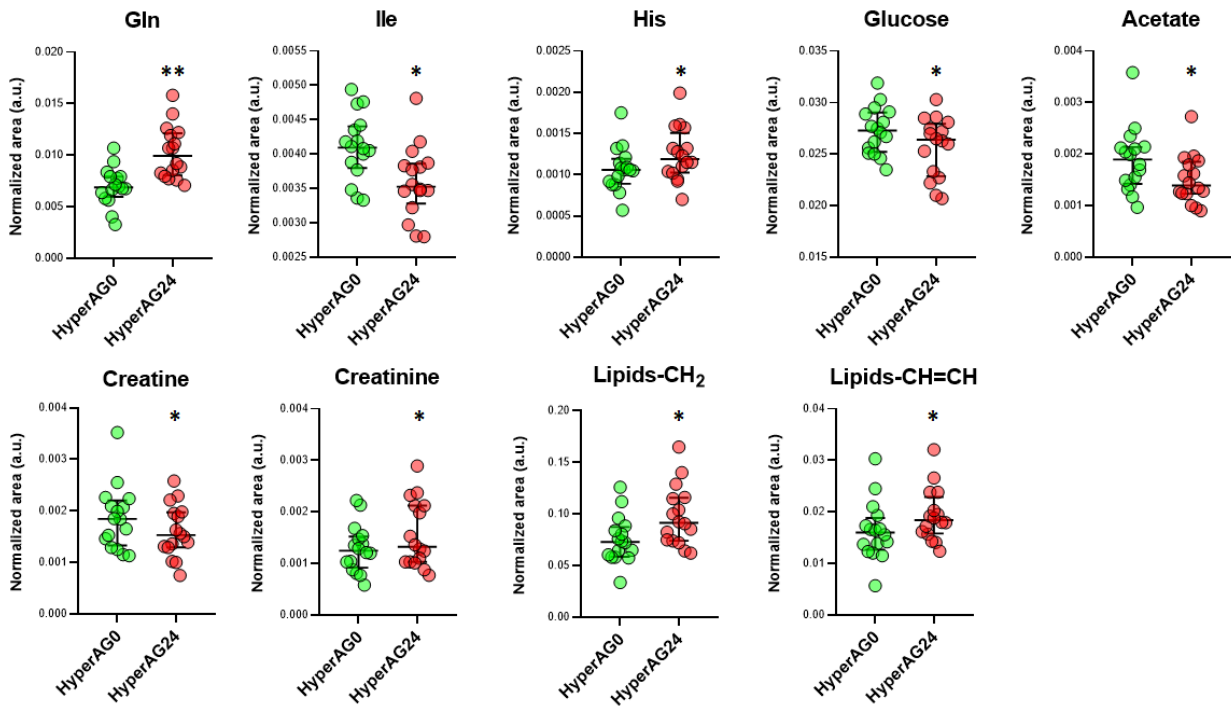 Gln
Ile
His
Glucose
Acetate
Normalized area (a.u.)
0.020
0.015
0.010
0.005
0.000
**
HyperAG0
HyperAG24
Normalized area (a.u.)
0.0055
0.0050
0.0045
0.0040
0.0035
0.0030
0.0025
*
HyperAG0
HyperAG24
Normalized area (a.u.)
0.0025
0.0020
0.0015
0.0010
0.0005
0.0000
*
HyperAG0
HyperAG24
Normalized area (a.u.)
0.035
0.030
0.025
0.020
0.015
*
HyperAG0
HyperAG24
Normalized area (a.u.)
0.004
0.003
0.002
0.001
0.000
*
HyperAG0
HyperAG24
Creatine
Creatinine
Lipids-CH₂
Lipids-CH=CH
Normalized area (a.u.)
0.004
0.003
0.002
0.001
0.000
*
HyperAG0
HyperAG24
Normalized area (a.u.)
0.004
0.003
0.002
0.001
0.000
*
HyperAG0
HyperAG24
Normalized area (a.u.)
0.20
0.15
0.10
0.05
0.00
*
HyperAG0
HyperAG24
Normalized area (a.u.)
0.04
0.03
0.02
0.01
0.00
*
HyperAG0
HyperAG24